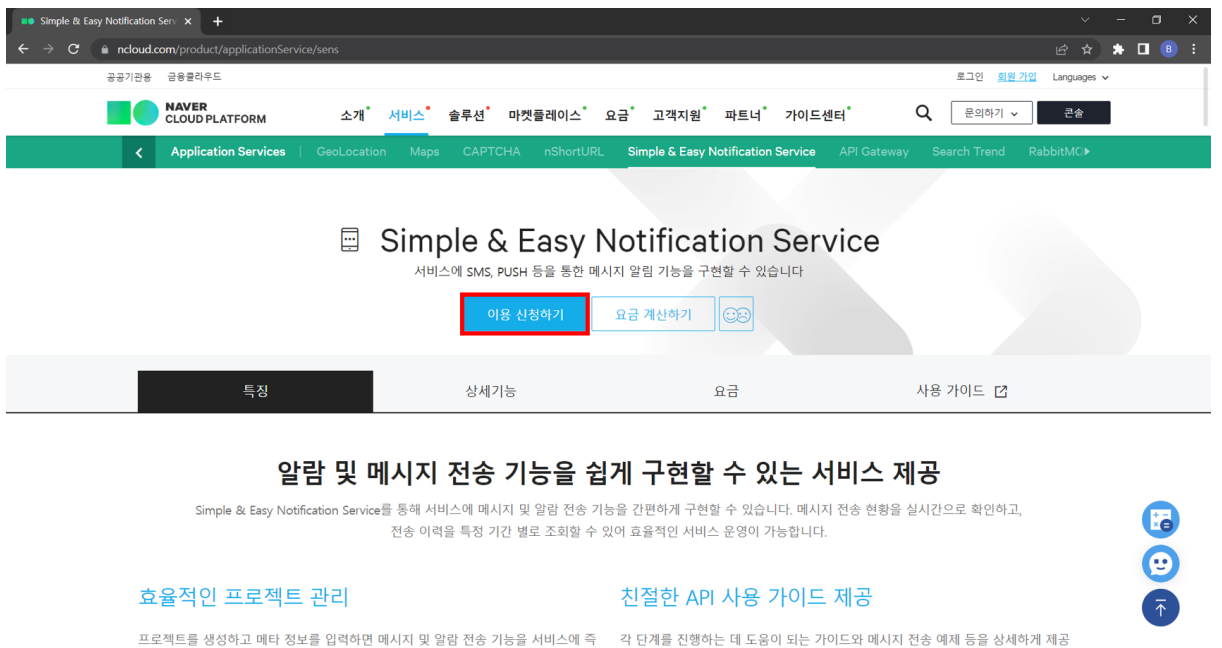 Simple & Easy Notification Serv
ncloud.com/product/applicationService/sens
B
공공기관용 금융클라우드 로그인 회원 가입 Languages
NAVER
CLOUD PLATFORM
소개 서비스 솔루션 마켓플레이스 요금 고객지원 파트너 가이드센터 문의하기 콘솔
Application Services GeoLocation Maps CAPTCHA nShortURL Simple & Easy Notification Service API Gateway Search Trend RabbitMQ
Simple & Easy Notification Service
서비스에 SMS, PUSH 등을 통한 메시지 알림 기능을 구현할 수 있습니다
이용 신청하기 요금 계산하기
특징 상세기능 요금 사용 가이드
알람 및 메시지 전송 기능을 쉽게 구현할 수 있는 서비스 제공
Simple & Easy Notification Service를 통해 서비스에 메시지 및 알람 전송 기능을 간편하게 구현할 수 있습니다. 메시지 전송 현황을 실시간으로 확인하고,
전송 이력을 특정 기간 별로 조회할 수 있어 효율적인 서비스 운영이 가능합니다.
효율적인 프로젝트 관리 친절한 API 사용 가이드 제공
프로젝트를 생성하고 메타 정보를 입력하면 메시지 및 알람 전송 기능을 서비스에 즉 각 단계를 진행하는 데 도움이 되는 가이드와 메시지 전송 예제 등을 상세하게 제공